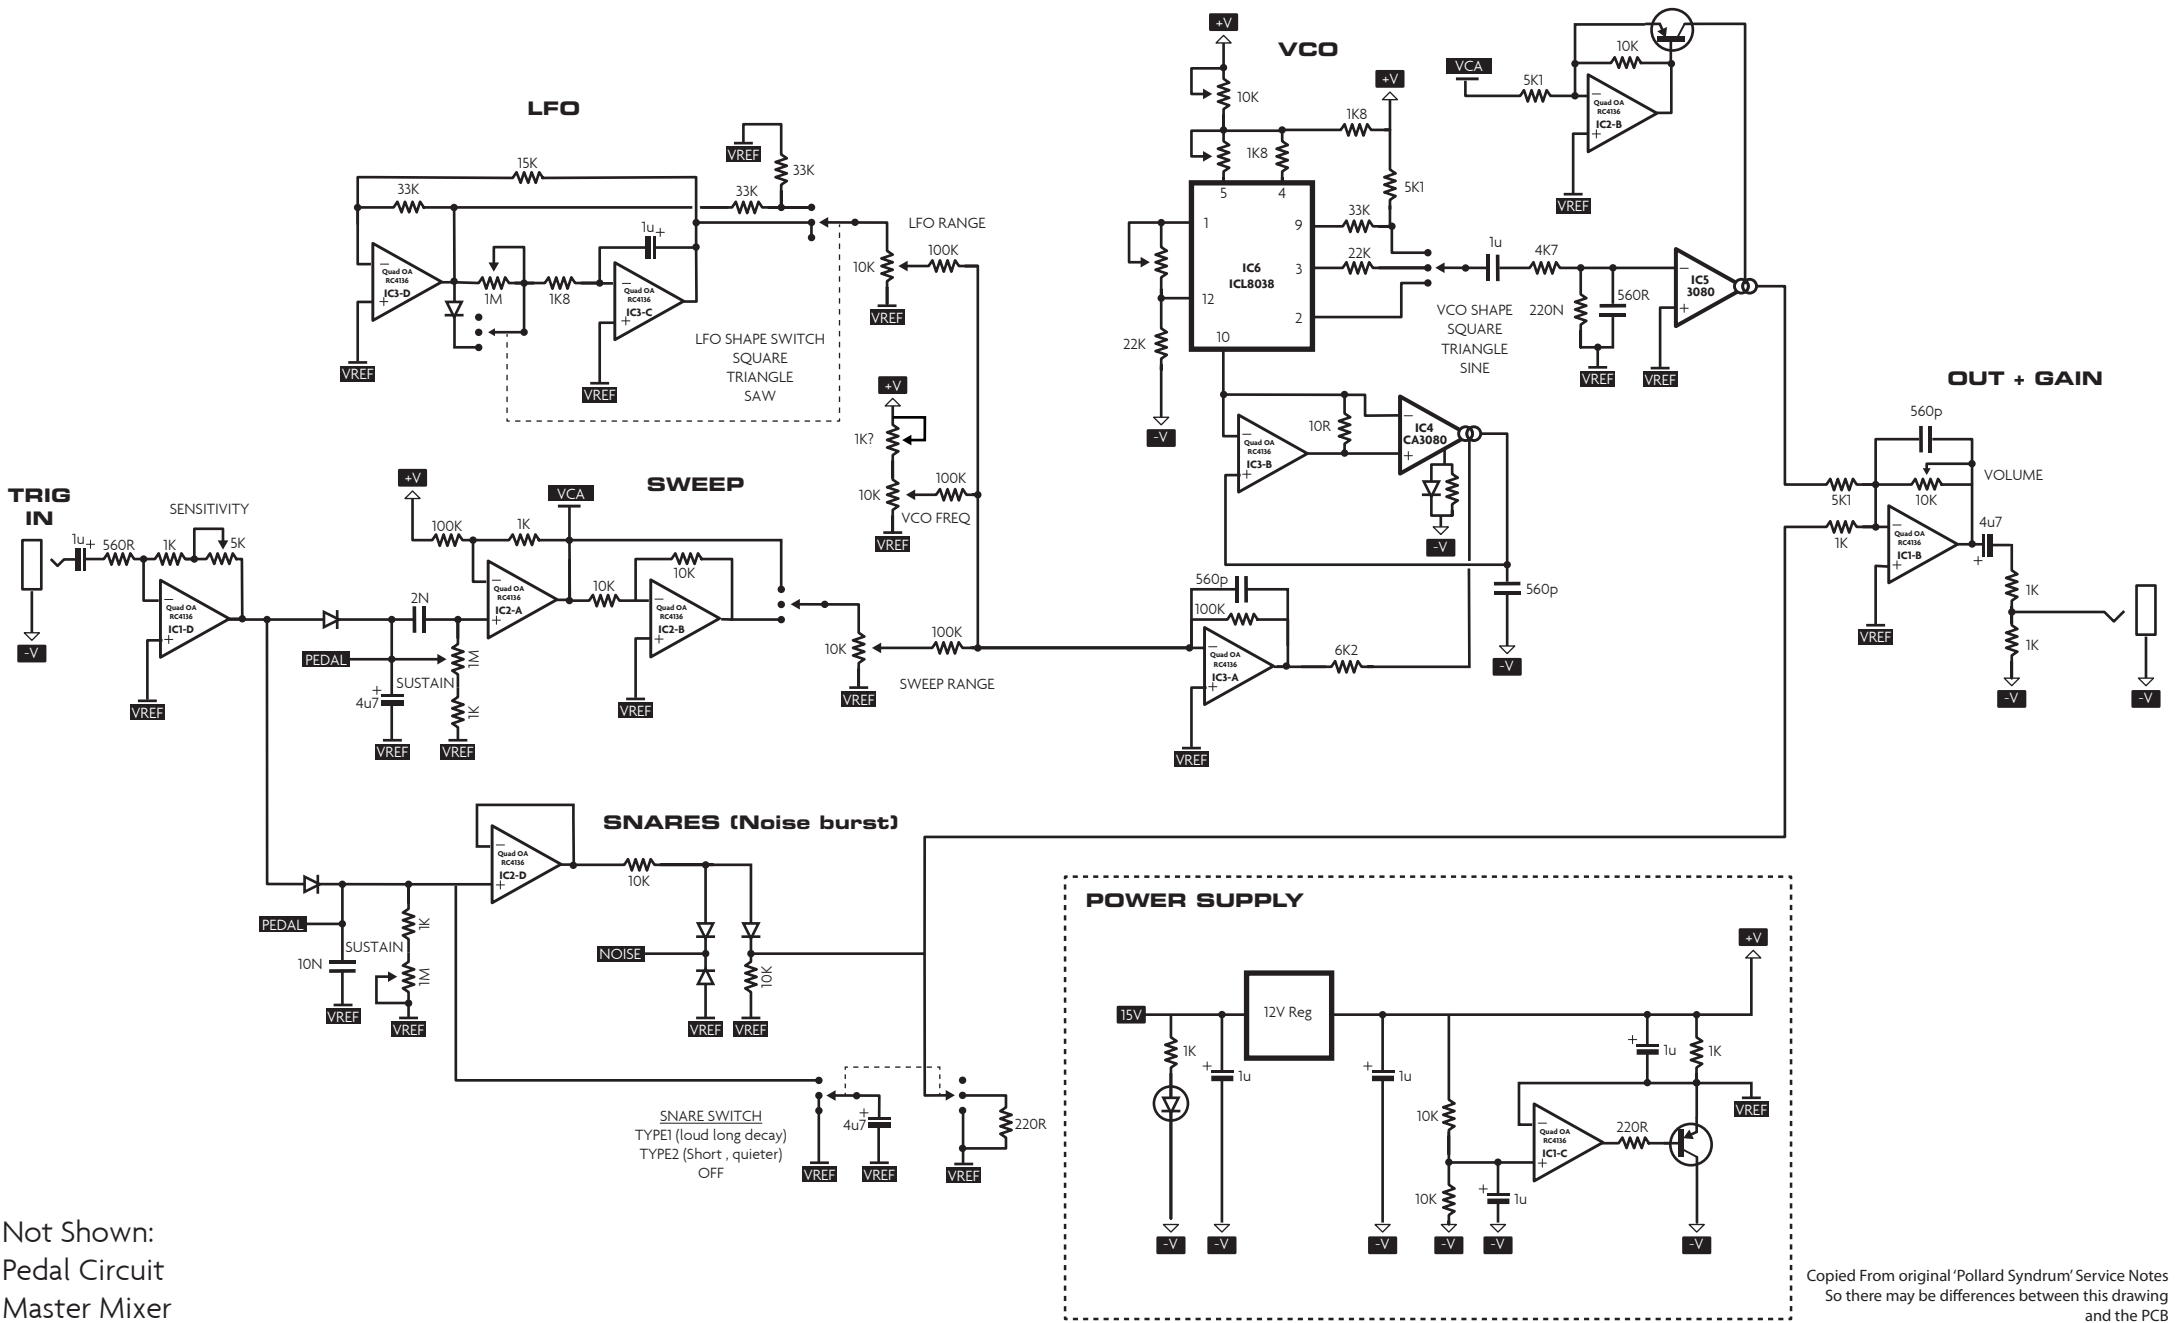 LFO
15K
33K
VREF
33K
33K
1u
+
1M
1K8
−
Quad OA
RC4136
IC3-D
+
VREF
−
Quad OA
RC4136
IC3-C
+
VREF
LFO SHAPE SWITCH
SQUARE
TRIANGLE
SAW
LFO RANGE
10K
100K
VREF
+V
1K?
10K
100K
VCO FREQ
VREF
TRIG
IN
SENSITIVITY
1u
+
560R
1K
5K
−V
−
Quad OA
RC4136
IC1-D
+
VREF
SWEEP
+V
100K
1K
VCA
2N
−
Quad OA
RC4136
IC2-A
+
10K
10K
−
Quad OA
RC4136
IC2-B
+
VREF
PEDAL
SUSTAIN
1M
1K
+
4u7
VREF
VREF
10K
100K
SWEEP RANGE
VREF
VCO
+V
10K
+V
1K8
1K8
5K1
5
4
1
9
12
3
10
2
IC6
ICL8038
33K
22K
22K
-V
VCO SHAPE
SQUARE
TRIANGLE
SINE
1u
4K7
220N
560R
VREF
VCA
5K1
10K
−
Quad OA
RC4136
IC2-B
+
VREF
−
IC5
3080
+
VREF
−
Quad OA
RC4136
IC3-B
+
10R
−
IC4
CA3080
+
-V
560p
-V
560p
100K
−
Quad OA
RC4136
IC3-A
+
VREF
6K2
OUT + GAIN
560p
VOLUME
5K1
10K
1K
−
Quad OA
RC4136
IC1-B
+
VREF
4u7
+
1K
1K
-V
-V
SNARES (Noise burst)
−
Quad OA
RC4136
IC2-D
+
10K
PEDAL
SUSTAIN
10N
1K
1M
VREF
VREF
NOISE
10K
VREF
VREF
SNARE SWITCH
TYPE1 (loud long decay)
TYPE2 (Short , quieter)
OFF
+
4u7
220R
VREF
VREF
VREF
POWER SUPPLY
+V
15V
12V Reg
1K
+
1u
+
1u
+
1u
1K
VREF
10K
10K
+
1u
−
Quad OA
RC4136
IC1-C
+
220R
-V
-V
-V
-V
-V
-V
Not Shown:
Pedal Circuit
Master Mixer
Copied From original 'Pollard Syndrum' Service Notes
So there may be differences between this drawing
and the PCB